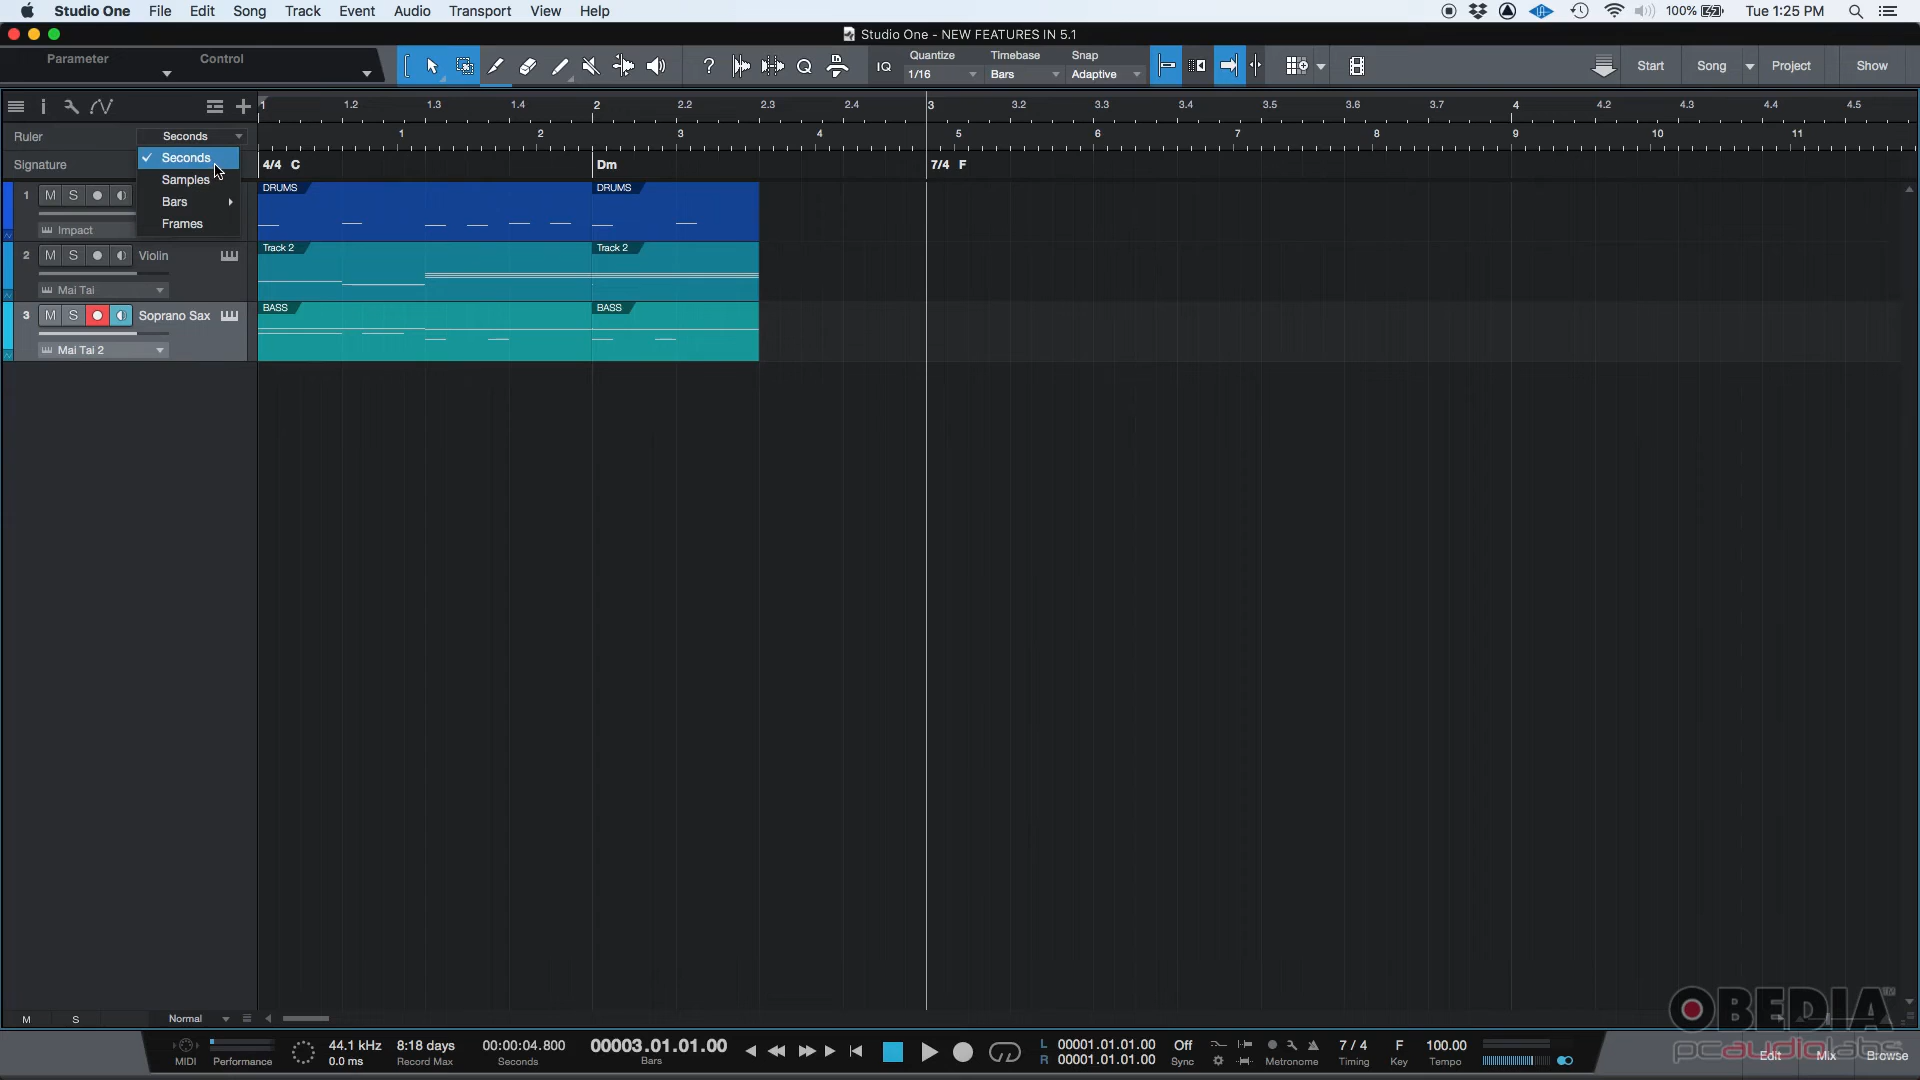 Studio One File Edit Song Track Event Audio Transport View Help 100% Tue 1:25 PM
Studio One - NEW FEATURES IN 5.1
Parameter Control
? Q IQ
Quantize Timebase Snap
1/16 Bars Adaptive
Start Song Project Show
i
1 1.2 1.3 1.4 2 2.2 2.3 2.4 3 3.2 3.3 3.4 3.5 3.6 3.7 4 4.2 4.3 4.4 4.5
Ruler Seconds
1 2 3 4 5 6 7 8 9 10 11
Seconds
Samples
Bars
Frames
Signature
4/4 C Dm 7/4 F
1 M S
Impact
DRUMS DRUMS
2 M S Violin
Mai Tai
Track 2 Track 2
3 M S Soprano Sax
Mai Tai 2
BASS BASS
M S Normal
OBEDIA TM
pcaudiolabs
MIDI Performance
44.1 kHz
0.0 ms
8:18 days
Record Max
00:00:04.800
Seconds
00003.01.01.00
Bars
L 00001.01.01.00
R 00001.01.01.00
Off
Sync
Metronome
7 / 4
Timing
F
Key
100.00
Tempo
Edit Mix Browse